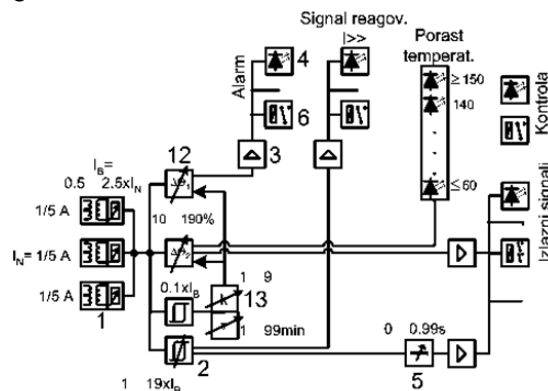 Signal reagov.
I>>
Porast
temperat.
Alarm
4
6
3
≥ 150
140
≤ 60
Kontrola
Izlazni signali
I_B=
0.5 2.5xI_N
12
Δϑ₁
1/5 A
10 190%
I_N= 1/5 A
Δϑ₂
1/5 A
1
0.1xI_B
1 9
k
13
τ
1 99min
2
0 0.99s
5
1 19xI_B